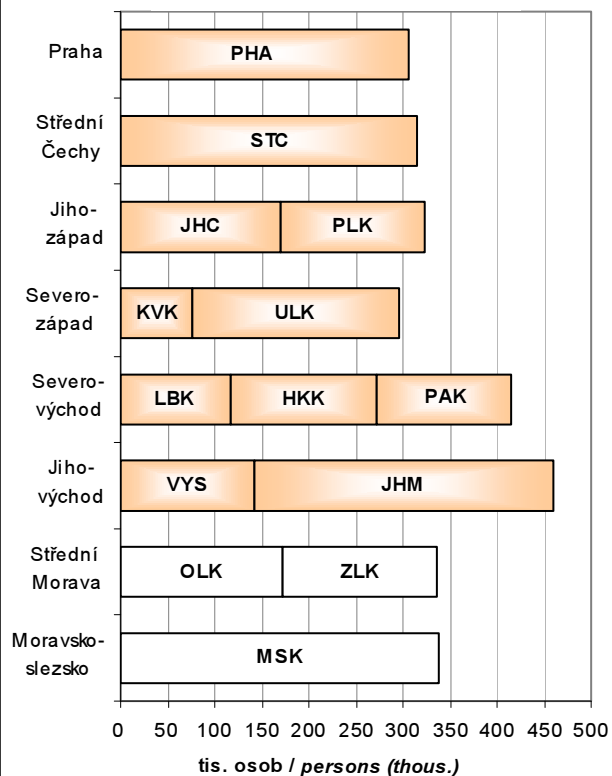 Praha
PHA
Střední
Čechy
STC
Jiho-
západ
JHC PLK
Severo-
západ
KVK ULK
Severo-
východ
LBK HKK PAK
Jiho-
východ
VYS JHM
Střední
Morava
OLK ZLK
Moravsko-
slezsko
MSK
0 50 100 150 200 250 300 350 400 450 500
tis. osob / persons (thous.)